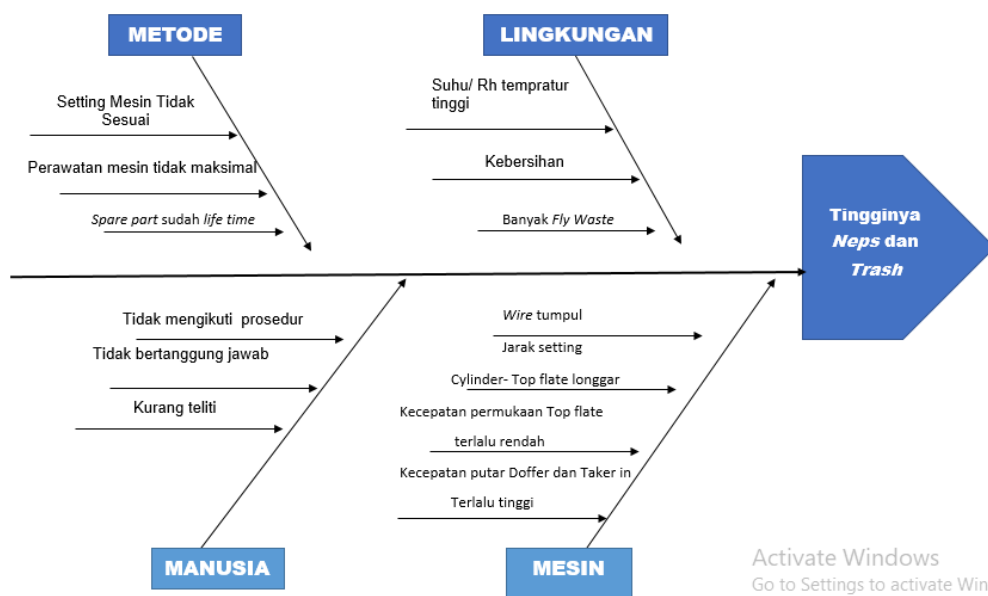 METODE
LINGKUNGAN
Setting Mesin Tidak
Sesuai
Perawatan mesin tidak maksimal
Spare part sudah life time
Suhu/ Rh tempratur
tinggi
Kebersihan
Banyak Fly Waste
Tingginya
Neps dan
Trash
Tidak mengikuti prosedur
Tidak bertanggung jawab
Kurang teliti
Wire tumpul
Jarak setting
Cylinder- Top flate longgar
Kecepatan permukaan Top flate
terlalu rendah
Kecepatan putar Doffer dan Taker in
Terlalu tinggi
MANUSIA
MESIN
Activate Windows
Go to Settings to activate Win